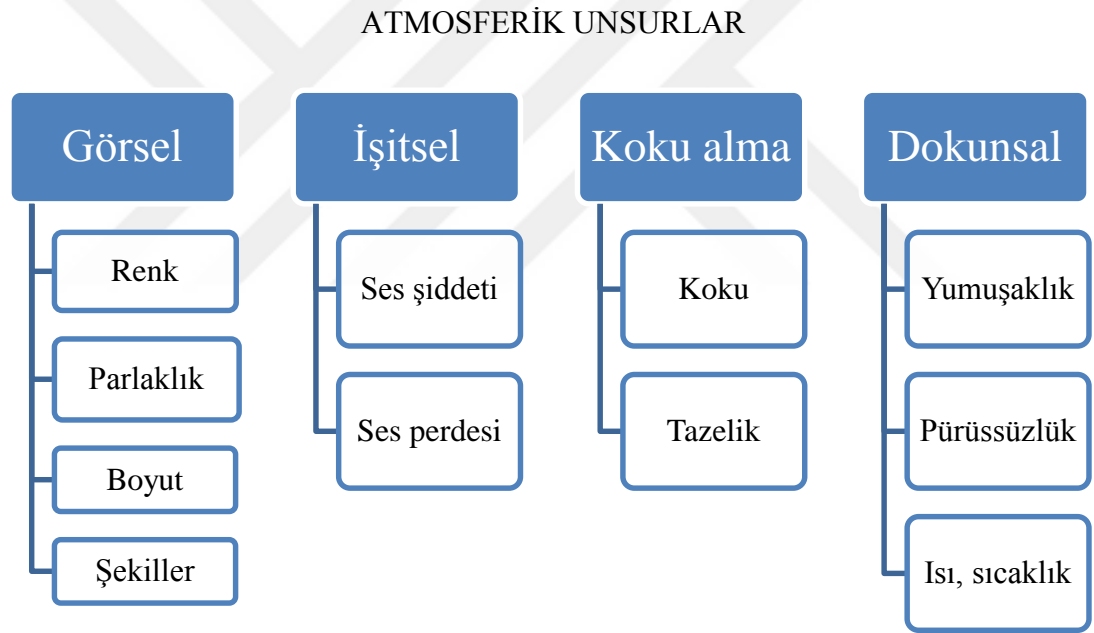 ATMOSFERİK UNSURLAR
Görsel
Renk
Parlaklık
Boyut
Şekiller
İşitsel
Ses şiddeti
Ses perdesi
Koku alma
Koku
Tazelik
Dokunsal
Yumuşaklık
Pürüssüzlük
Isı, sıcaklık